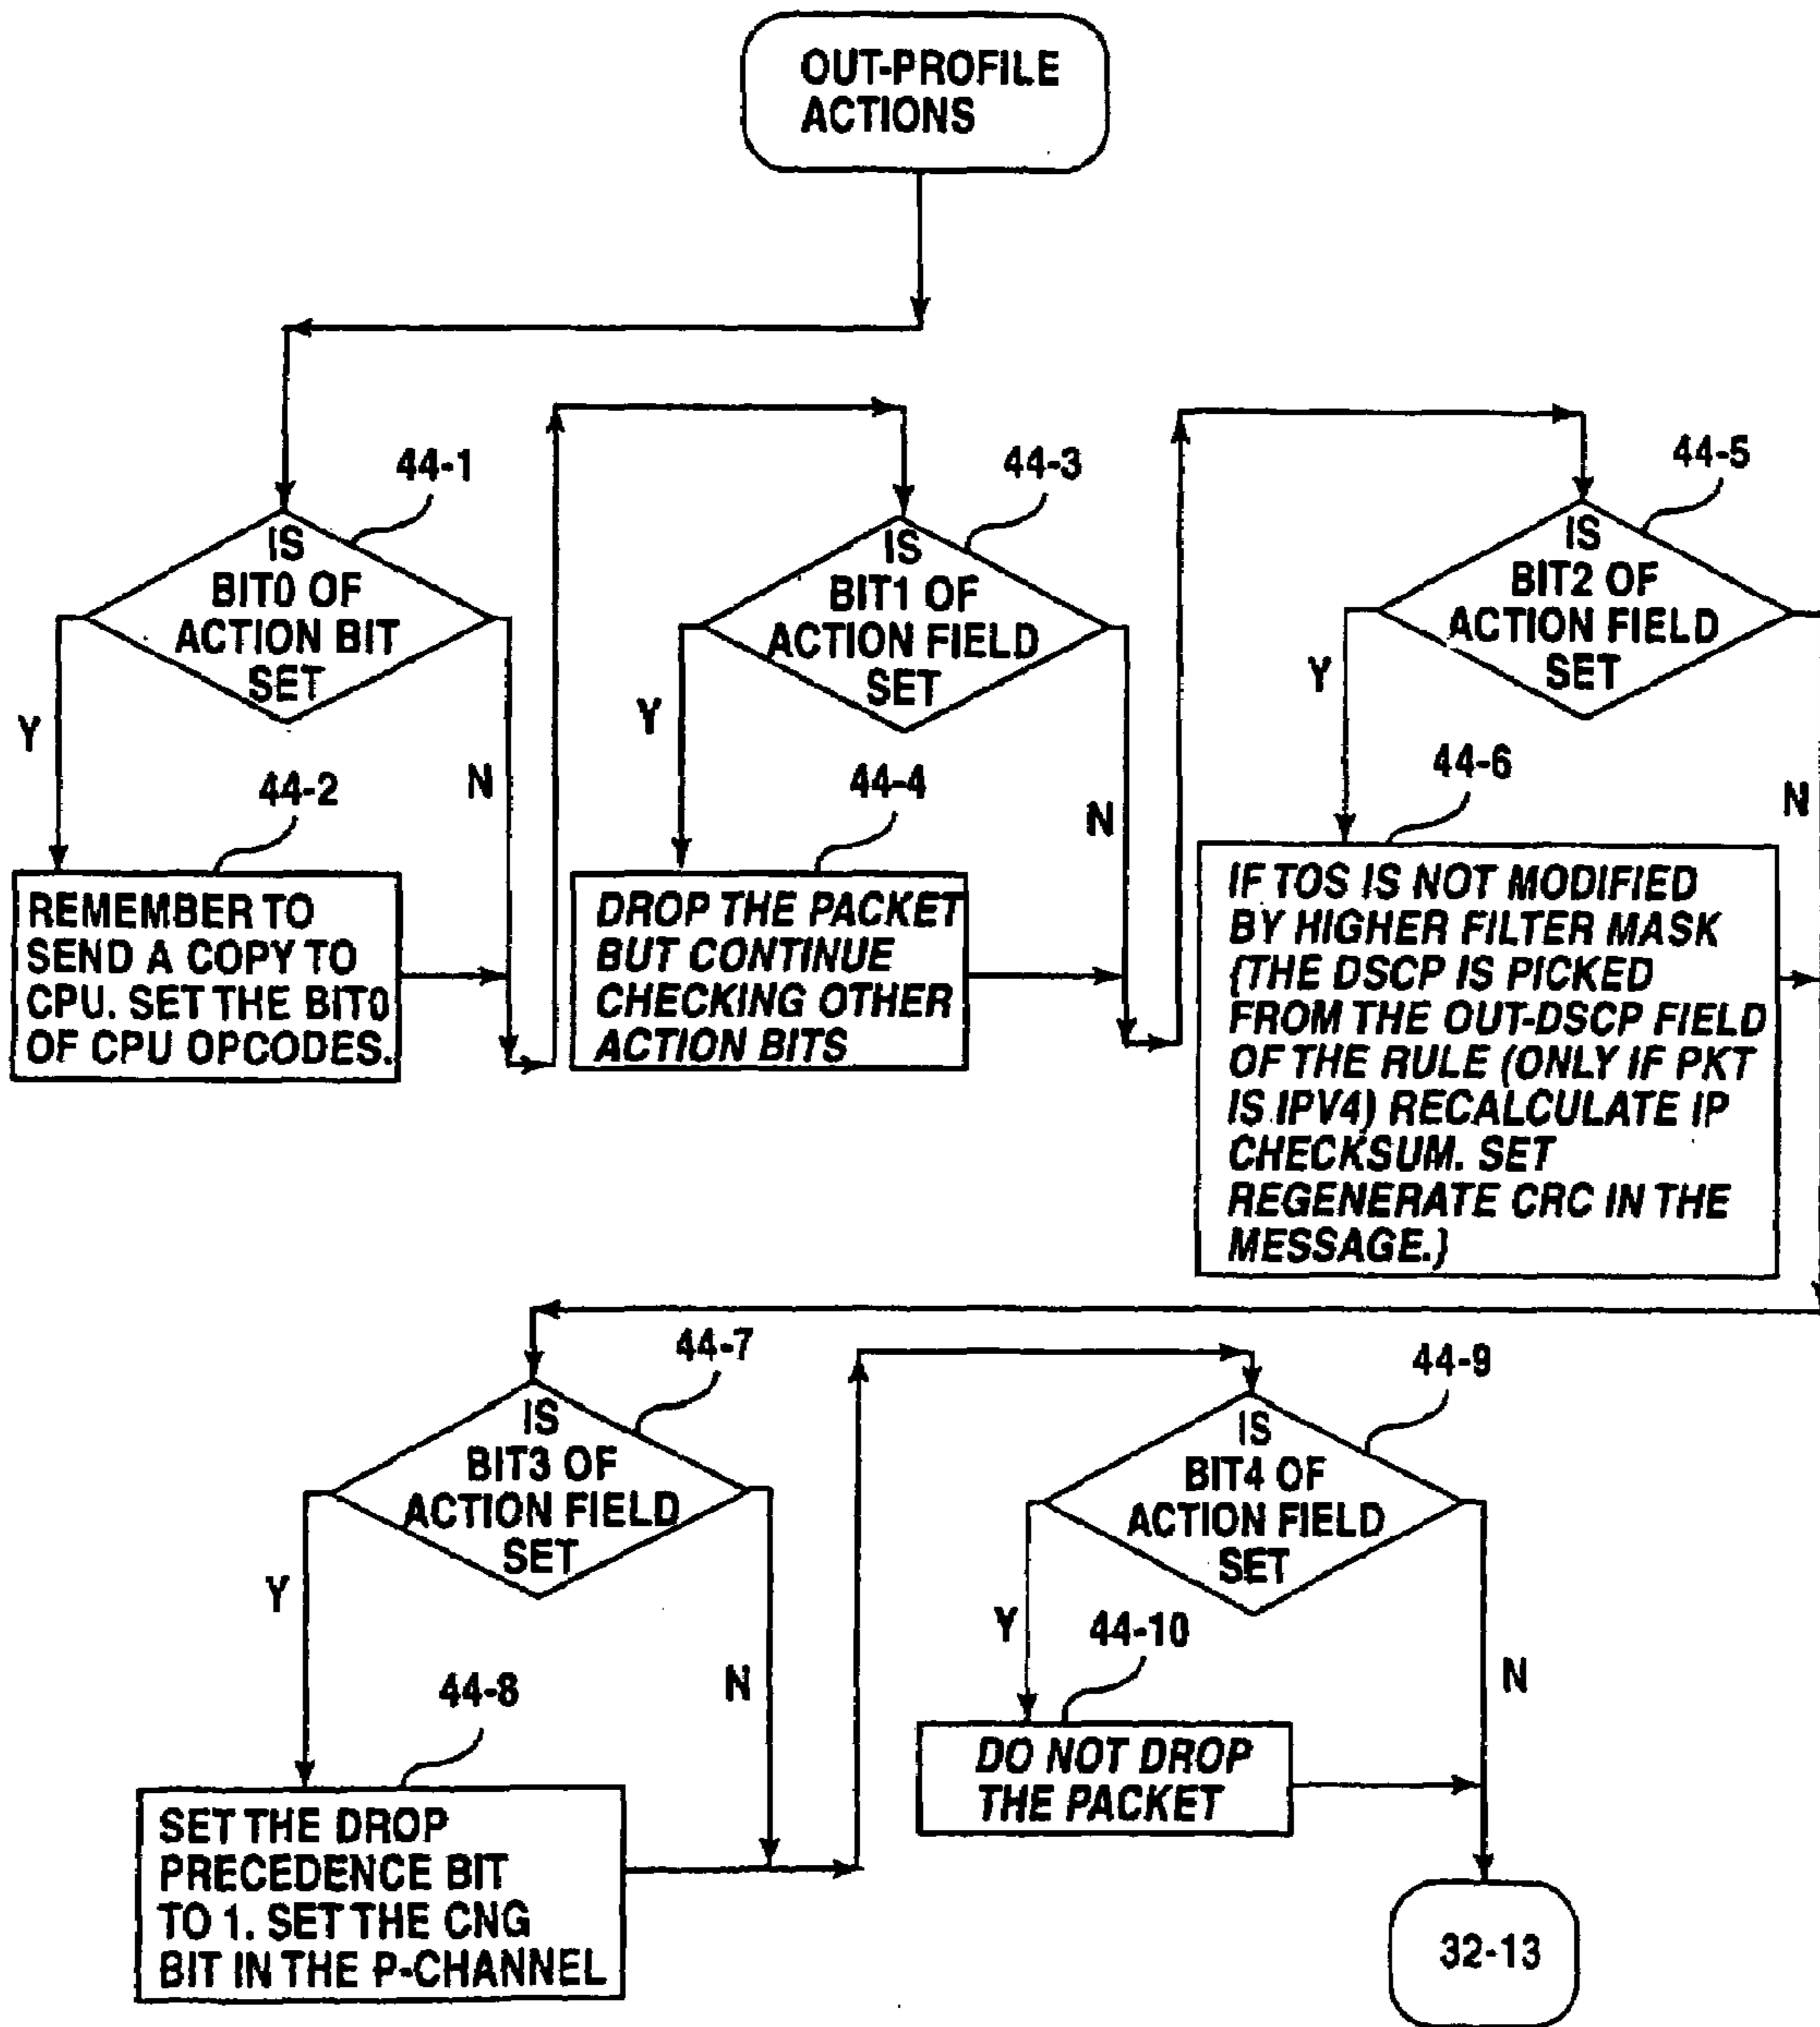 OUT-PROFILE
ACTIONS
44-1
IS
BIT0 OF
ACTION BIT
SET
Y
N
44-2
REMEMBER TO
SEND A COPY TO
CPU. SET THE BIT0
OF CPU OPCODES.
44-3
IS
BIT1 OF
ACTION FIELD
SET
Y
N
44-4
DROP THE PACKET
BUT CONTINUE
CHECKING OTHER
ACTION BITS
44-5
IS
BIT2 OF
ACTION FIELD
SET
Y
N
44-6
IF TOS IS NOT MODIFIED
BY HIGHER FILTER MASK
{THE DSCP IS PICKED
FROM THE OUT-DSCP FIELD
OF THE RULE (ONLY IF PKT
IS IPV4) RECALCULATE IP
CHECKSUM. SET
REGENERATE CRC IN THE
MESSAGE.}
44-7
IS
BIT3 OF
ACTION FIELD
SET
Y
N
44-8
SET THE DROP
PRECEDENCE BIT
TO 1. SET THE CNG
BIT IN THE P-CHANNEL
44-9
IS
BIT4 OF
ACTION FIELD
SET
Y
N
44-10
DO NOT DROP
THE PACKET
32-13